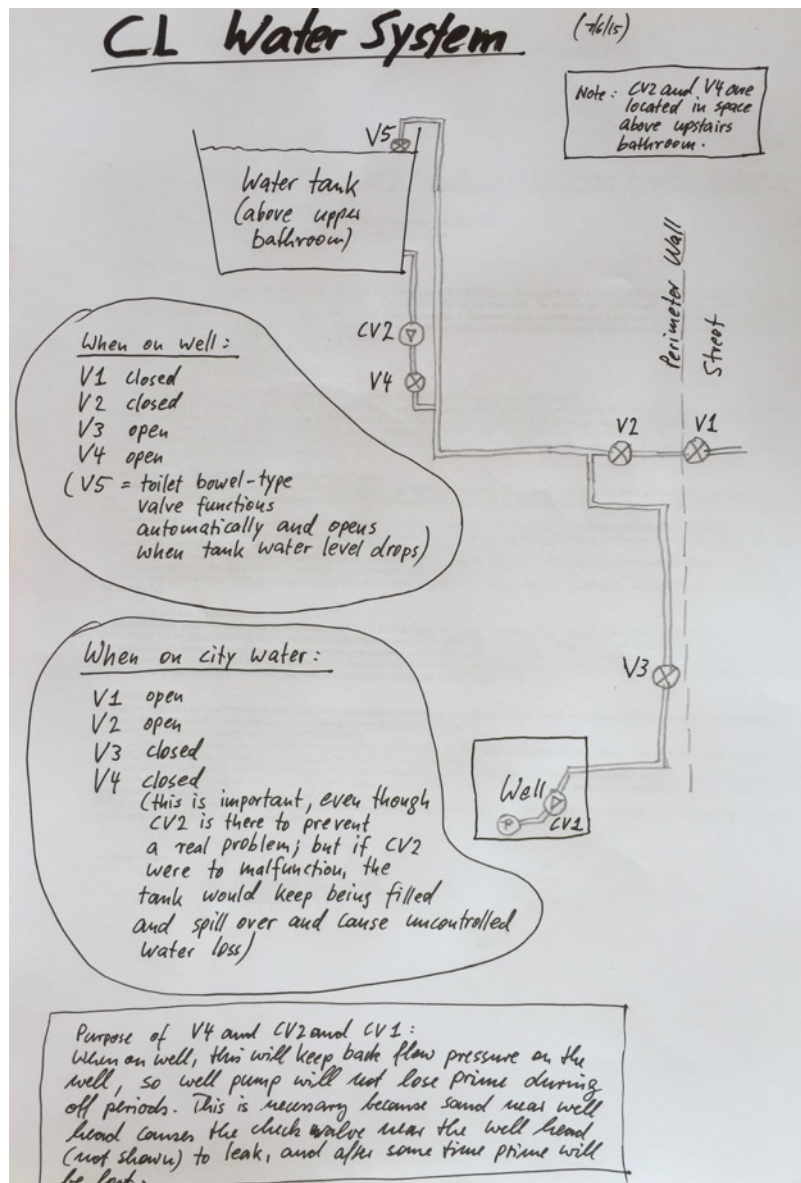 CL Water System
(7/6/15)
Note: CV2 and V4 are
located in space
above upstairs
bathroom.
V5
Water tank
(above upper
bathroom)
Perimeter Wall
Street
CV2
V4
When on well:
V1 closed
V2 closed
V3 open
V4 open
(V5 = toilet bowel-type
valve functions
automatically and opens
when tank water level drops)
V2
V1
When on city water:
V1 open
V2 open
V3 closed
V4 closed
(this is important, even though
CV2 is there to prevent
a real problem; but if CV2
were to malfunction, the
tank would keep being filled
and spill over and cause uncontrolled
water loss)
V3
Well
P
CV1
Purpose of V4 and CV2 and CV1:
When on well, this will keep back flow pressure on the
well, so well pump will not lose prime during
off periods. This is necessary because sand near well
head causes the check valve near the well head
(not shown) to leak, and after some time prime will
be lost.